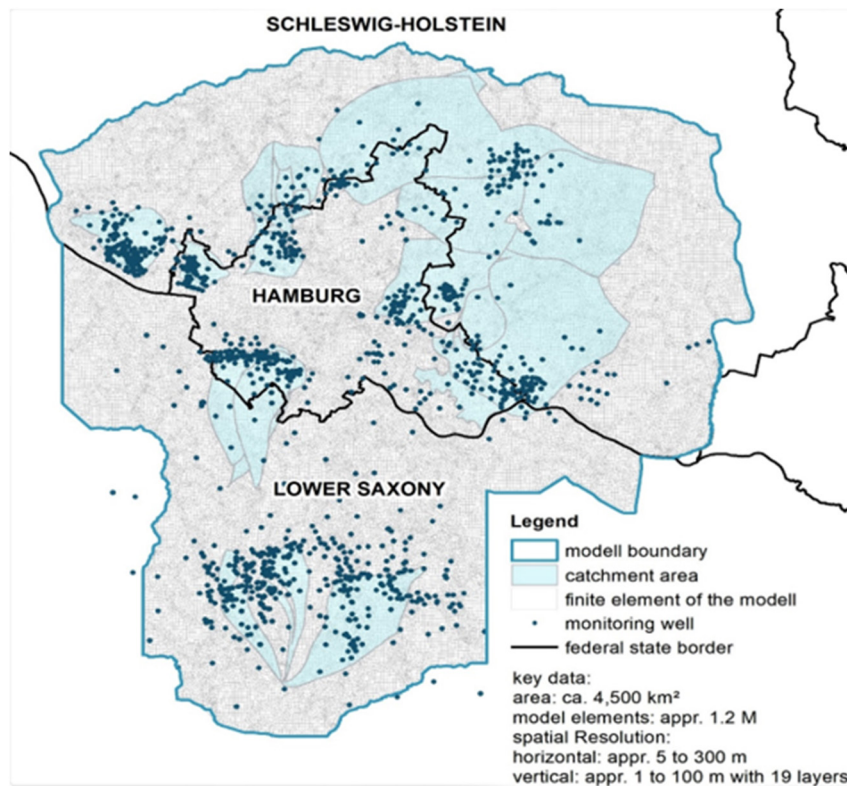 SCHLESWIG-HOLSTEIN
HAMBURG
LOWER SAXONY
Legend
modell boundary
catchment area
finite element of the modell
monitoring well
federal state border
key data:
area: ca. 4,500 km²
model elements: appr. 1.2 M
spatial Resolution:
horizontal: appr. 5 to 300 m
vertical: appr. 1 to 100 m with 19 layers